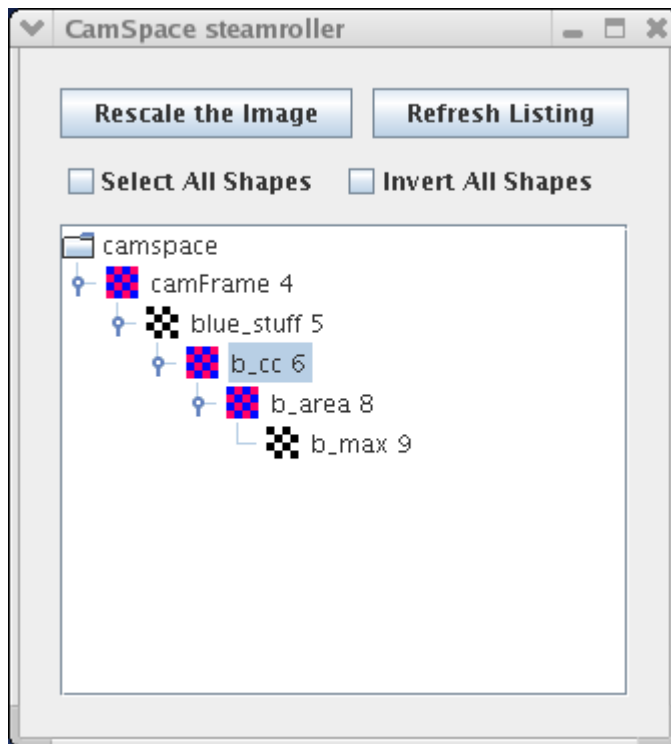 CamSpace steamroller
Rescale the Image Refresh Listing
Select All Shapes Invert All Shapes
camspace
camFrame 4
blue_stuff 5
b_cc 6
b_area 8
b_max 9